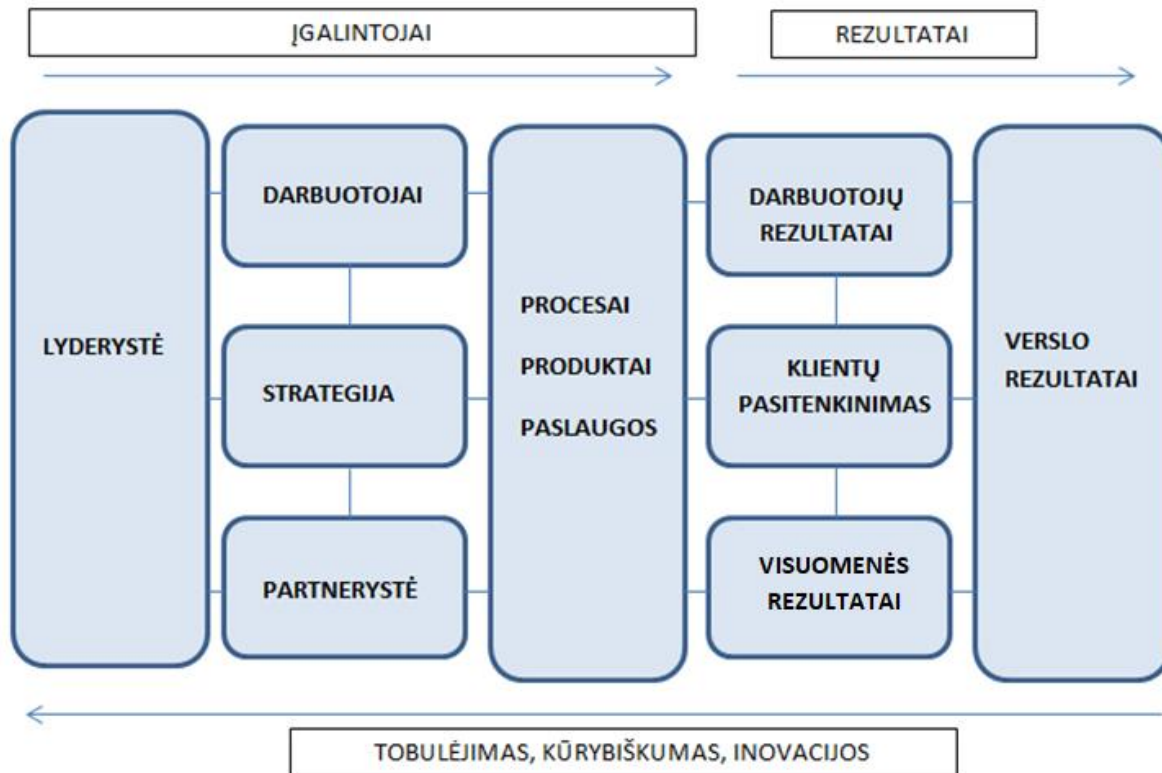 ĮGALINTOJAI
REZULTATAI
LYDERYSTĖ
DARBUOTOJAI
STRATEGIJA
PARTNERYSTĖ
PROCESAI
PRODUKTAI
PASLAUGOS
DARBUOTOJŲ
REZULTATAI
KLIENTŲ
PASITENKINIMAS
VISUOMENĖS
REZULTATAI
VERSLO
REZULTATAI
TOBULĖJIMAS, KŪRYBIŠKUMAS, INOVACIJOS